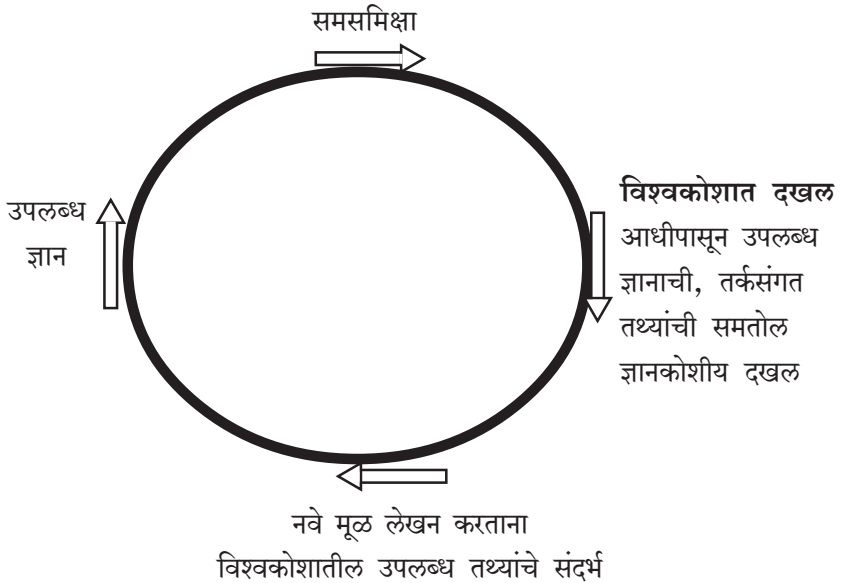 समसमिक्षा
उपलब्ध
ज्ञान
विश्वकोशात दखल
आधीपासून उपलब्ध
ज्ञानाची, तर्कसंगत
तथ्यांची समतोल
ज्ञानकोशीय दखल
नवे मूळ लेखन करताना
विश्वकोशातील उपलब्ध तथ्यांचे संदर्भ